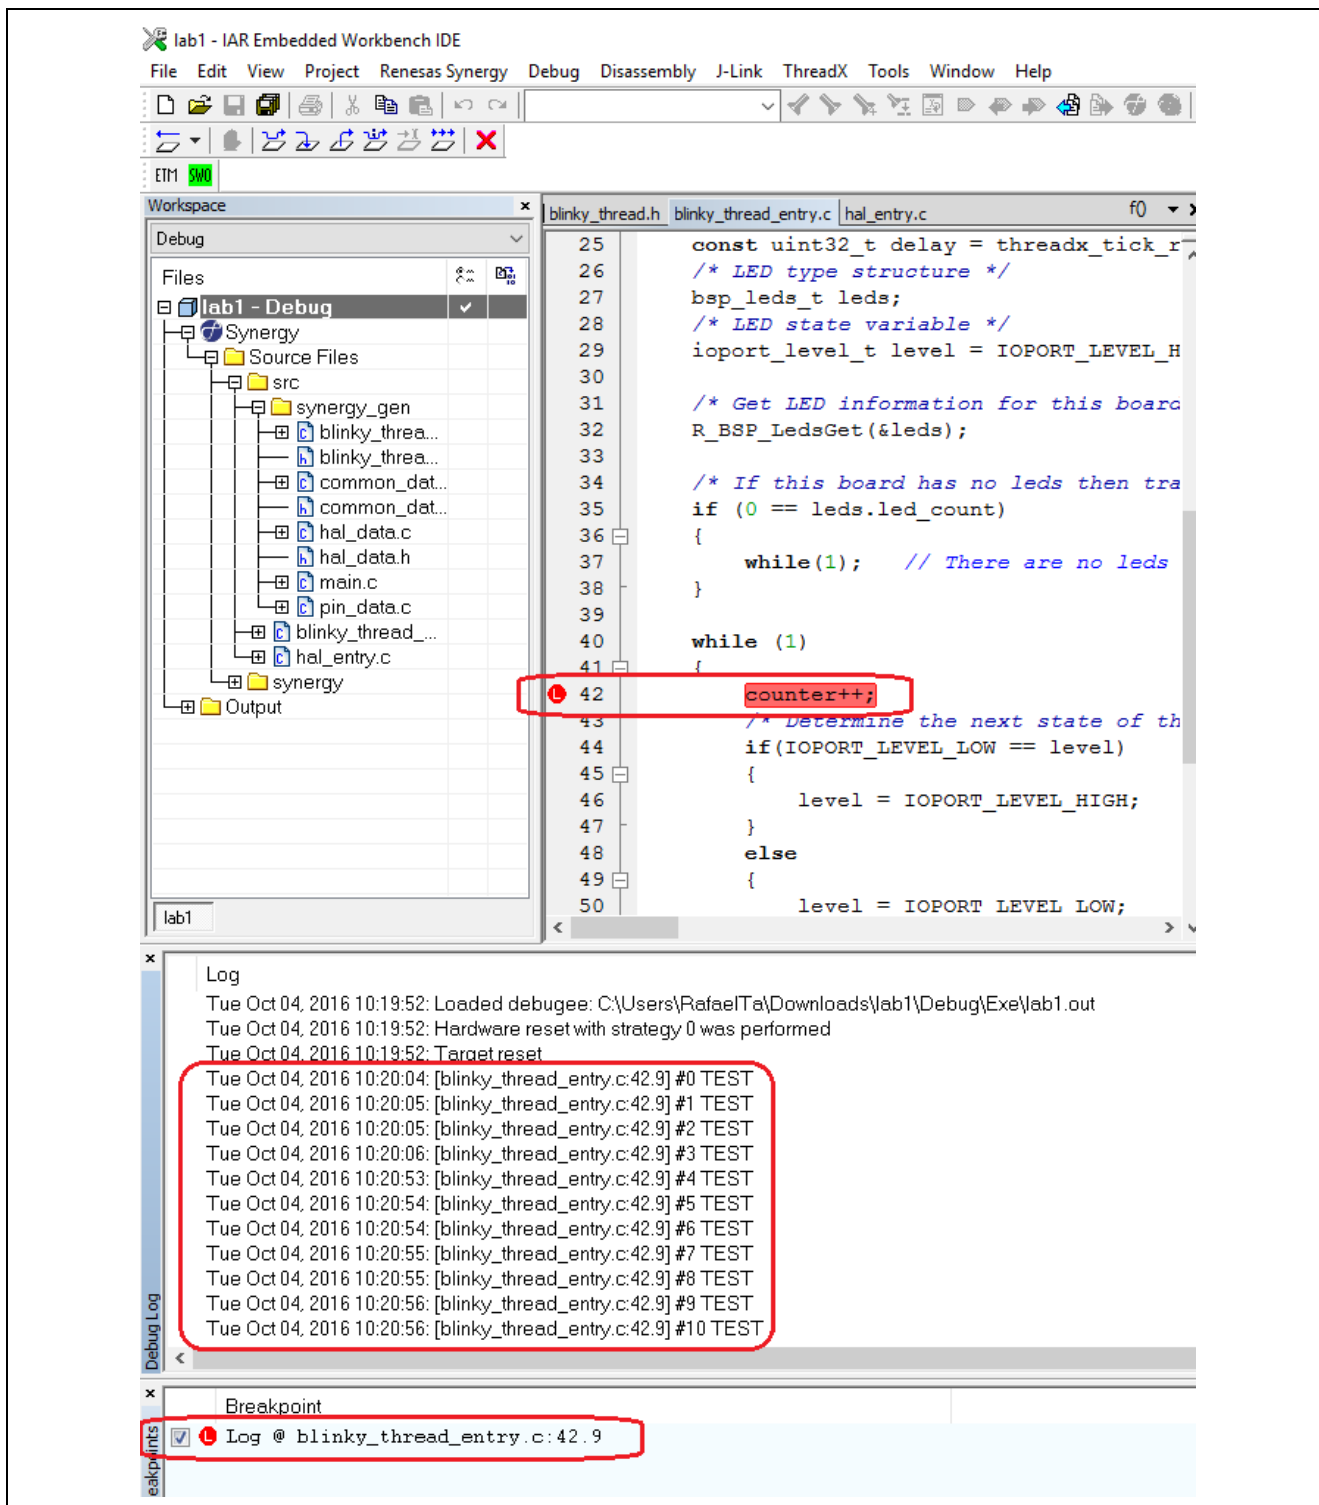 lab1 - IAR Embedded Workbench IDE
File Edit View Project Renesas Synergy Debug Disassembly J-Link ThreadX Tools Window Help
ETM SWO
Workspace
Debug
Files
lab1 - Debug
Synergy
Source Files
src
synergy_gen
blinky_threa...
blinky_threa...
common_dat...
common_dat...
hal_data.c
hal_data.h
main.c
pin_data.c
blinky_thread_...
hal_entry.c
synergy
Output
lab1
blinky_thread.h blinky_thread_entry.c hal_entry.c f()
25 const uint32_t delay = threadx_tick_r
26 /* LED type structure */
27 bsp_leds_t leds;
28 /* LED state variable */
29 ioport_level_t level = IOPORT_LEVEL_H
30
31 /* Get LED information for this board
32 R_BSP_LedsGet(&leds);
33
34 /* If this board has no leds then tra
35 if (0 == leds.led_count)
36 {
37 while(1); // There are no leds
38 }
39
40 while (1)
41 {
42 counter++;
43 /* Determine the next state of th
44 if(IOPORT_LEVEL_LOW == level)
45 {
46 level = IOPORT_LEVEL_HIGH;
47 }
48 else
49 {
50 level = IOPORT_LEVEL_LOW;
Log
Tue Oct 04, 2016 10:19:52: Loaded debugee: C:\Users\RafaelTa\Downloads\lab1\Debug\Exe\lab1.out
Tue Oct 04, 2016 10:19:52: Hardware reset with strategy 0 was performed
Tue Oct 04, 2016 10:19:52: Target reset
Tue Oct 04, 2016 10:20:04: [blinky_thread_entry.c:42.9] #0 TEST
Tue Oct 04, 2016 10:20:05: [blinky_thread_entry.c:42.9] #1 TEST
Tue Oct 04, 2016 10:20:05: [blinky_thread_entry.c:42.9] #2 TEST
Tue Oct 04, 2016 10:20:06: [blinky_thread_entry.c:42.9] #3 TEST
Tue Oct 04, 2016 10:20:53: [blinky_thread_entry.c:42.9] #4 TEST
Tue Oct 04, 2016 10:20:54: [blinky_thread_entry.c:42.9] #5 TEST
Tue Oct 04, 2016 10:20:54: [blinky_thread_entry.c:42.9] #6 TEST
Tue Oct 04, 2016 10:20:55: [blinky_thread_entry.c:42.9] #7 TEST
Tue Oct 04, 2016 10:20:55: [blinky_thread_entry.c:42.9] #8 TEST
Tue Oct 04, 2016 10:20:56: [blinky_thread_entry.c:42.9] #9 TEST
Tue Oct 04, 2016 10:20:56: [blinky_thread_entry.c:42.9] #10 TEST
Debug Log
Breakpoint
L Log @ blinky_thread_entry.c:42.9
eakpoints